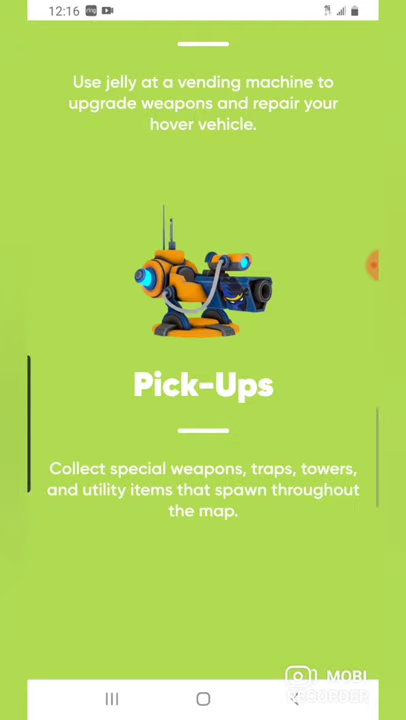 12:16
ring
Use jelly at a vending machine to
upgrade weapons and repair your
hover vehicle.
Pick-Ups
Collect special weapons, traps, towers,
and utility items that spawn throughout
the map.
MOBI
RECORDER